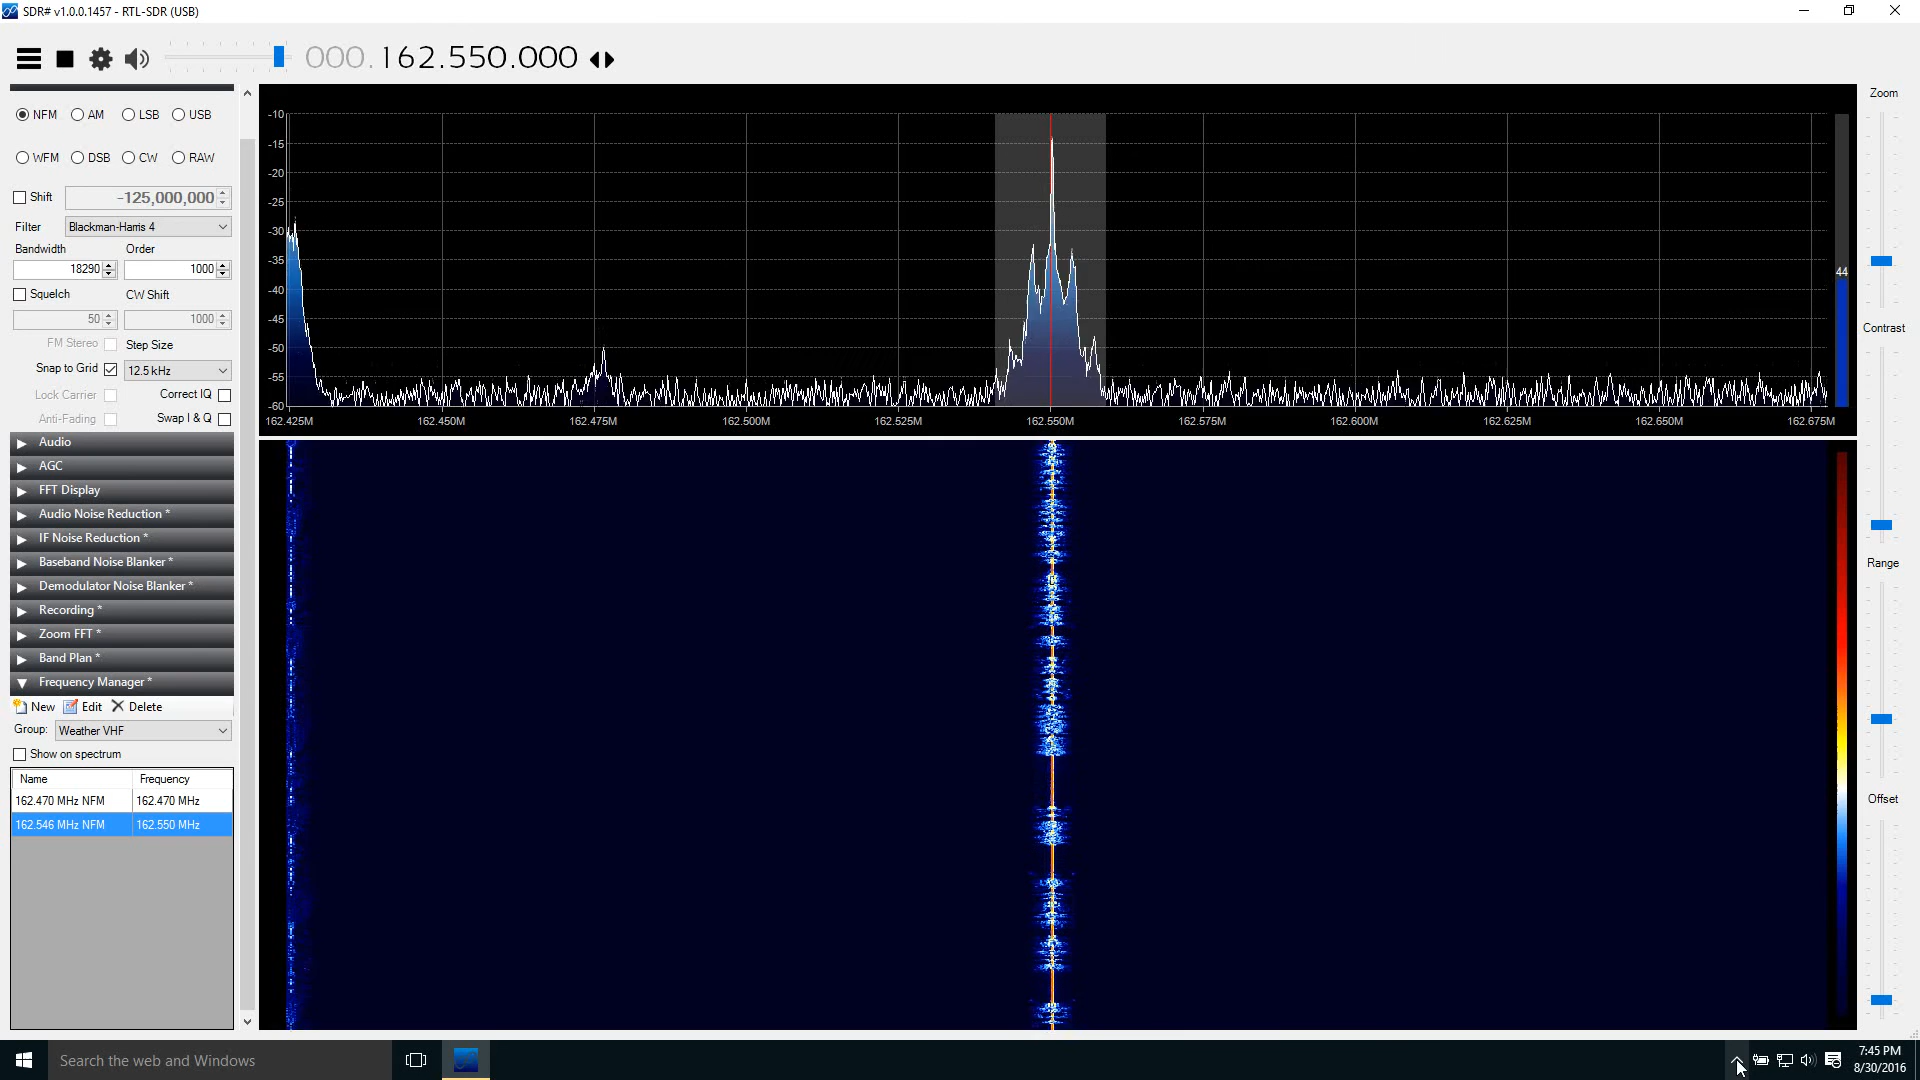 SDR# v1.0.0.1457 - RTL-SDR (USB)
000.162.550.000
NFM AM LSB USB
WFM DSB CW RAW
Shift -125,000,000
Filter Blackman-Harris 4
Bandwidth Order
18290 1000
Squelch CW Shift
50 1000
FM Stereo Step Size
Snap to Grid 12.5 kHz
Lock Carrier Correct IQ
Anti-Fading Swap I & Q
Audio
AGC
FFT Display
Audio Noise Reduction *
IF Noise Reduction *
Baseband Noise Blanker *
Demodulator Noise Blanker *
Recording *
Zoom FFT *
Band Plan *
Frequency Manager *
New Edit Delete
Group: Weather VHF
Show on spectrum
Name Frequency
162.470 MHz NFM 162.470 MHz
162.546 MHz NFM 162.550 MHz
-10
-15
-20
-25
-30
-35
-40
-45
-50
-55
-60
162.425M 162.450M 162.475M 162.500M 162.525M 162.550M 162.575M 162.600M 162.625M 162.650M 162.675M
44
Zoom
Contrast
Range
Offset
Search the web and Windows
7:45 PM
8/30/2016